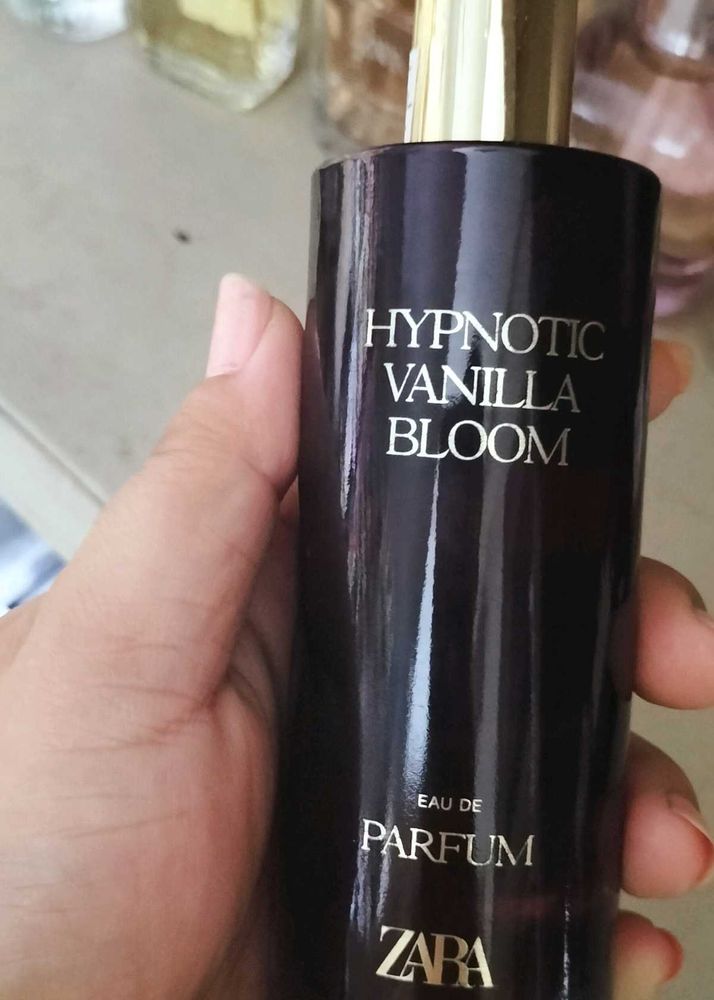 HYPNOTIC
VANILLA
BLOOM
EAU DE
PARFUM
ZARA